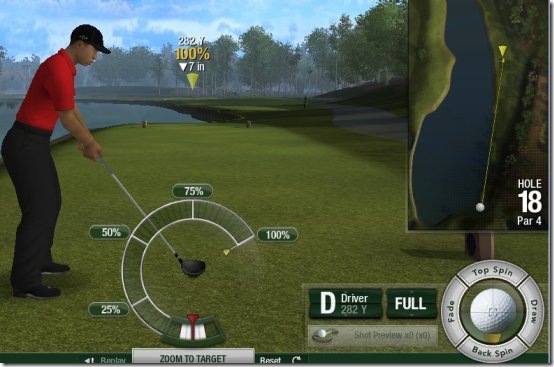 282 Y
100%
7 in
HOLE
18
Par 4
75%
50%
100%
25%
D Driver
282 Y
FULL
Shot Preview x0 (x0)
Top Spin
Fade
Draw
Back Spin
Replay
ZOOM TO TARGET
Reset